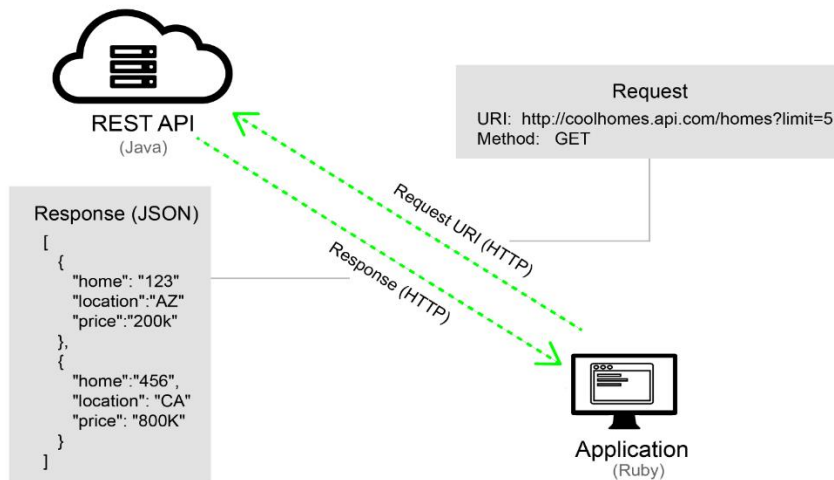 REST API
(Java)
Request
URI:  http://coolhomes.api.com/homes?limit=5
Method:   GET
Request URI (HTTP)
Response (HTTP)
Response (JSON)
[
{
"home": "123"
"location":"AZ"
"price":"200k"
},
{
"home":"456",
"location": "CA"
"price": "800K"
}
]
Application
(Ruby)